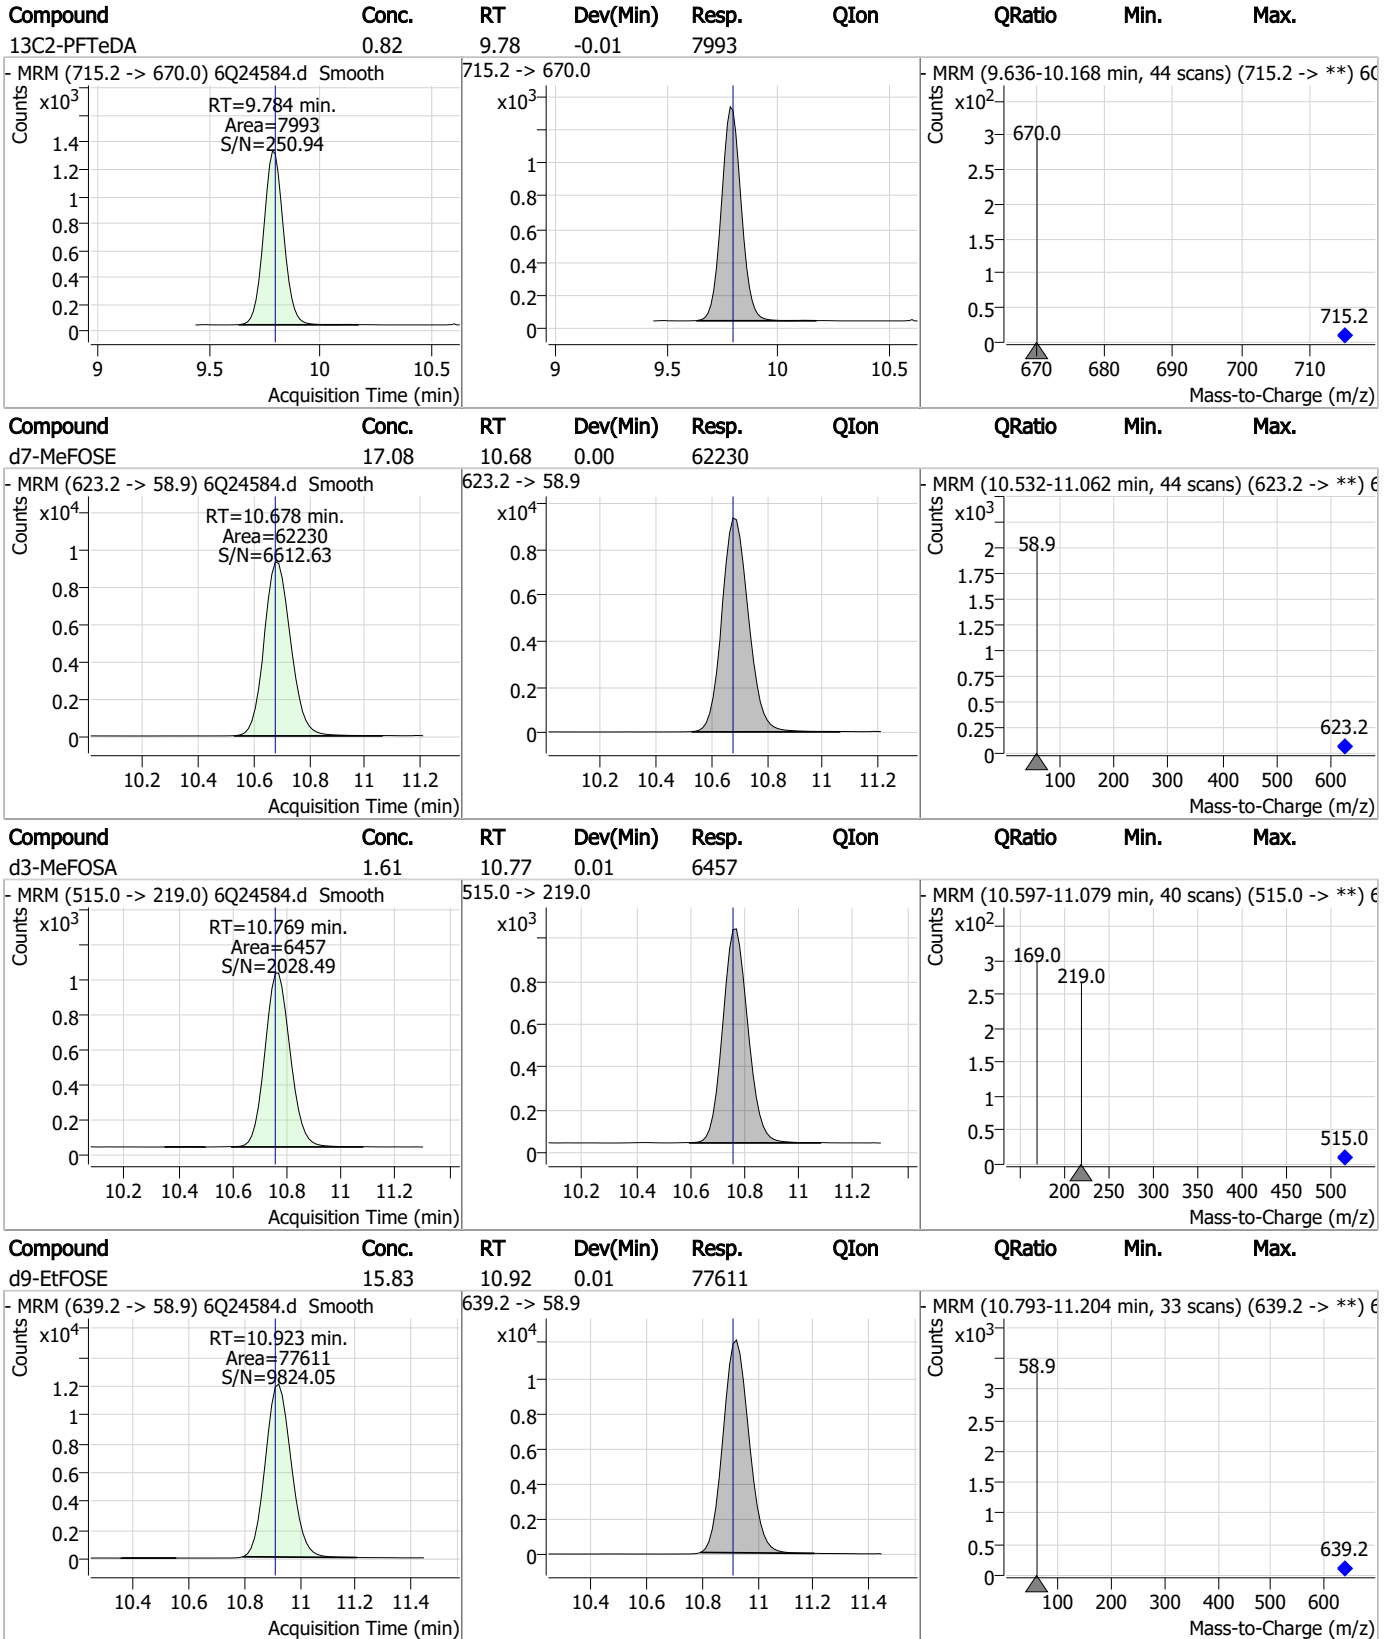 Compound Conc. RT Dev(Min) Resp. QIon QRatio Min. Max.
13C2-PFTeDA 0.82 9.78 -0.01 7993
- MRM (715.2 -> 670.0) 6Q24584.d Smooth
Counts
x10³
RT=9.784 min.
Area=7993
S/N=250.94
1.4
1.2
1
0.8
0.6
0.4
0.2
0
9 9.5 10 10.5
Acquisition Time (min)
715.2 -> 670.0
x10³
1
0.8
0.6
0.4
0.2
0
9 9.5 10 10.5
- MRM (9.636-10.168 min, 44 scans) (715.2 -> **) 6Q
Counts
x10²
3
2.5
2
1.5
1
0.5
0
670.0
715.2
670 680 690 700 710
Mass-to-Charge (m/z)
Compound Conc. RT Dev(Min) Resp. QIon QRatio Min. Max.
d7-MeFOSE 17.08 10.68 0.00 62230
- MRM (623.2 -> 58.9) 6Q24584.d Smooth
Counts
x10⁴
RT=10.678 min.
Area=62230
S/N=6612.63
1
0.8
0.6
0.4
0.2
0
10.2 10.4 10.6 10.8 11 11.2
Acquisition Time (min)
623.2 -> 58.9
x10⁴
0.8
0.6
0.4
0.2
0
10.2 10.4 10.6 10.8 11 11.2
- MRM (10.532-11.062 min, 44 scans) (623.2 -> **) 6
Counts
x10³
2
1.75
1.5
1.25
1
0.75
0.5
0.25
0
58.9
623.2
100 200 300 400 500 600
Mass-to-Charge (m/z)
Compound Conc. RT Dev(Min) Resp. QIon QRatio Min. Max.
d3-MeFOSA 1.61 10.77 0.01 6457
- MRM (515.0 -> 219.0) 6Q24584.d Smooth
Counts
x10³
RT=10.769 min.
Area=6457
S/N=2028.49
1
0.8
0.6
0.4
0.2
0
10.2 10.4 10.6 10.8 11 11.2
Acquisition Time (min)
515.0 -> 219.0
x10³
0.8
0.6
0.4
0.2
0
10.2 10.4 10.6 10.8 11 11.2
- MRM (10.597-11.079 min, 40 scans) (515.0 -> **) 6
Counts
x10²
3
2.5
2
1.5
1
0.5
0
169.0
219.0
515.0
200 250 300 350 400 450 500
Mass-to-Charge (m/z)
Compound Conc. RT Dev(Min) Resp. QIon QRatio Min. Max.
d9-EtFOSE 15.83 10.92 0.01 77611
- MRM (639.2 -> 58.9) 6Q24584.d Smooth
Counts
x10⁴
RT=10.923 min.
Area=77611
S/N=9824.05
1.2
1
0.8
0.6
0.4
0.2
0
10.4 10.6 10.8 11 11.2 11.4
Acquisition Time (min)
639.2 -> 58.9
x10⁴
1
0.8
0.6
0.4
0.2
0
10.4 10.6 10.8 11 11.2 11.4
- MRM (10.793-11.204 min, 33 scans) (639.2 -> **) 6
Counts
x10³
3
2.5
2
1.5
1
0.5
0
58.9
639.2
100 200 300 400 500 600
Mass-to-Charge (m/z)